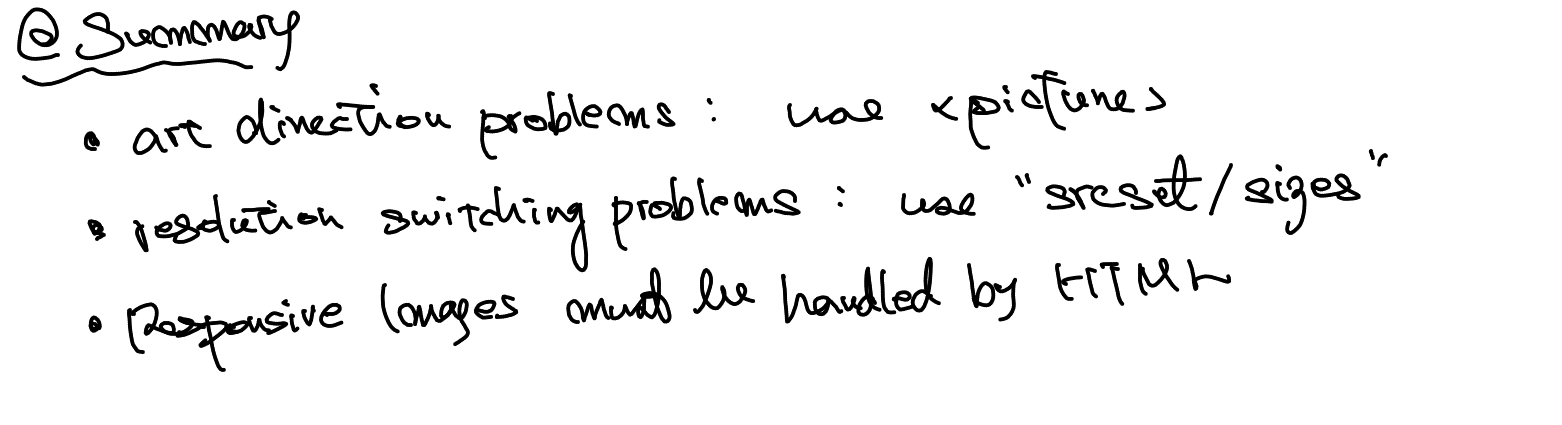 @ Summary
• art direction problems : use <picture>
• resolution switching problems : use "srcset/sizes"
• Responsive Images must be handled by HTML